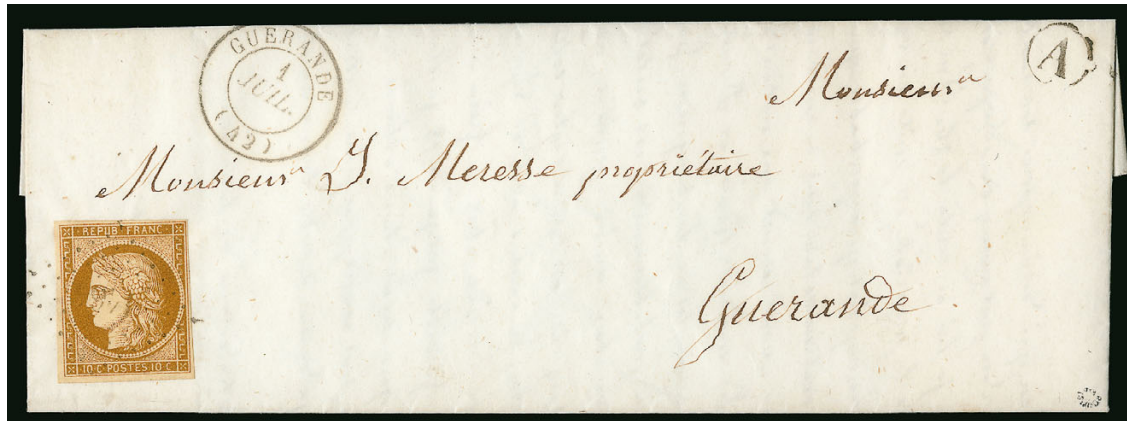 GUERANDE
1
JUIL.
(42)
A
Monsieur
Monsieur J. Meresse propriétaire
REPUB. FRANC.
10·C·POSTES·10·C
Guerande